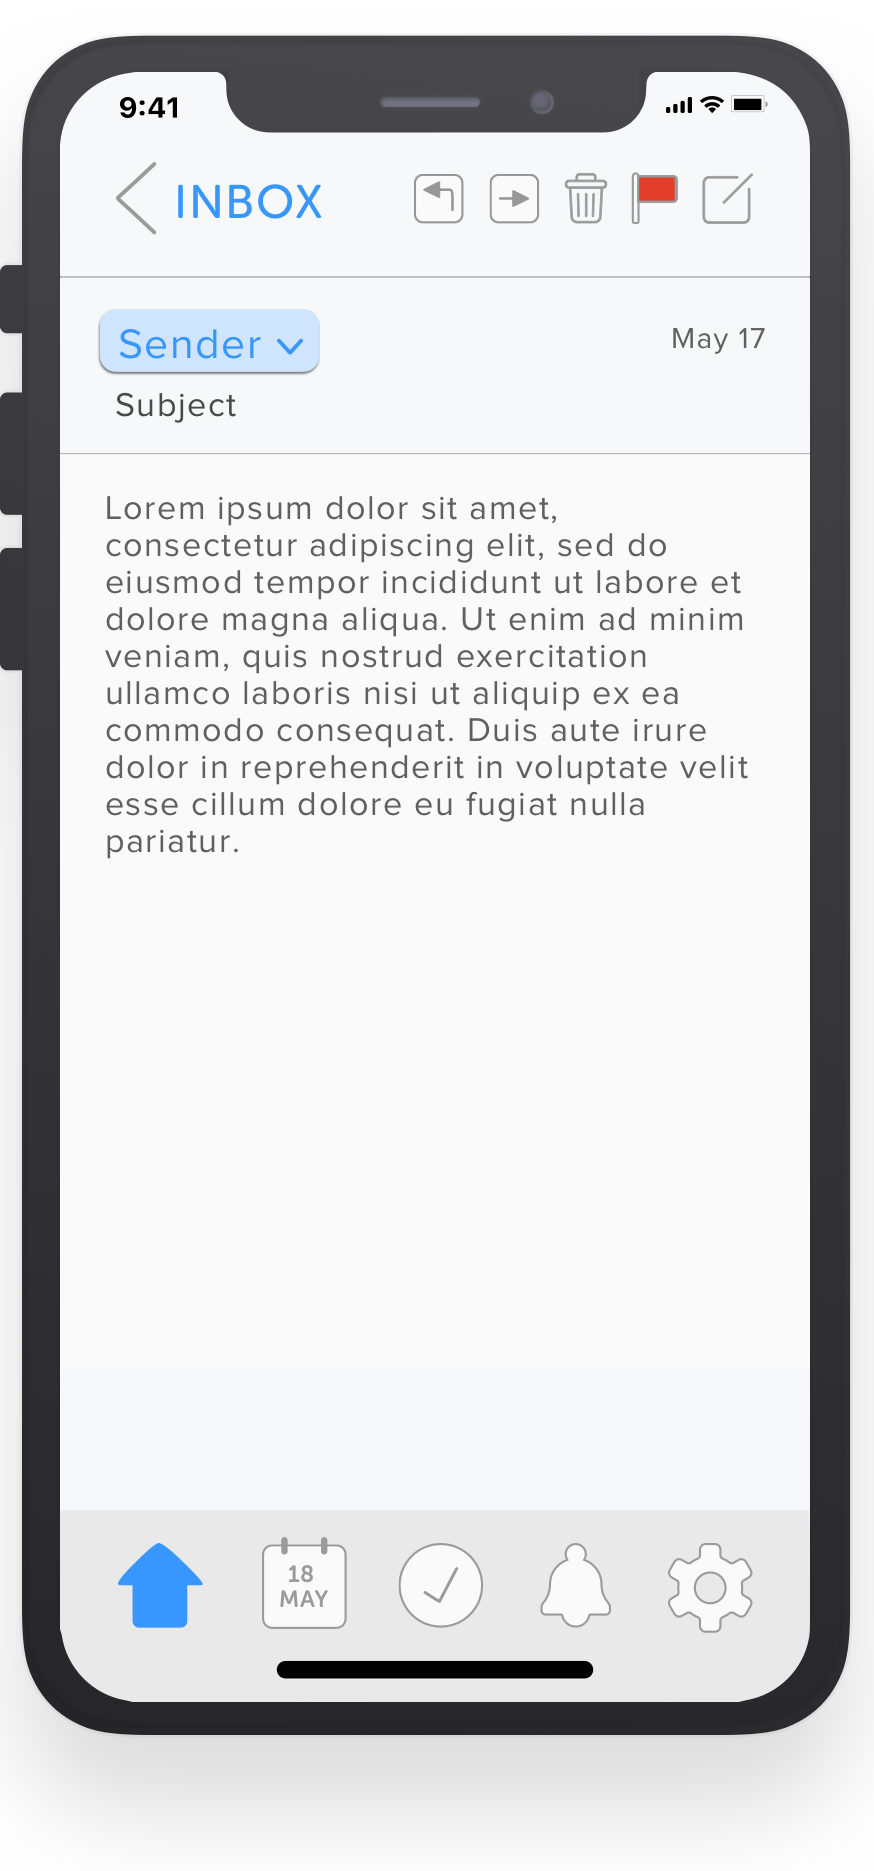 9:41
INBOX
Sender
May 17
Subject
Lorem ipsum dolor sit amet,
consectetur adipiscing elit, sed do
eiusmod tempor incididunt ut labore et
dolore magna aliqua. Ut enim ad minim
veniam, quis nostrud exercitation
ullamco laboris nisi ut aliquip ex ea
commodo consequat. Duis aute irure
dolor in reprehenderit in voluptate velit
esse cillum dolore eu fugiat nulla
pariatur.
18
MAY